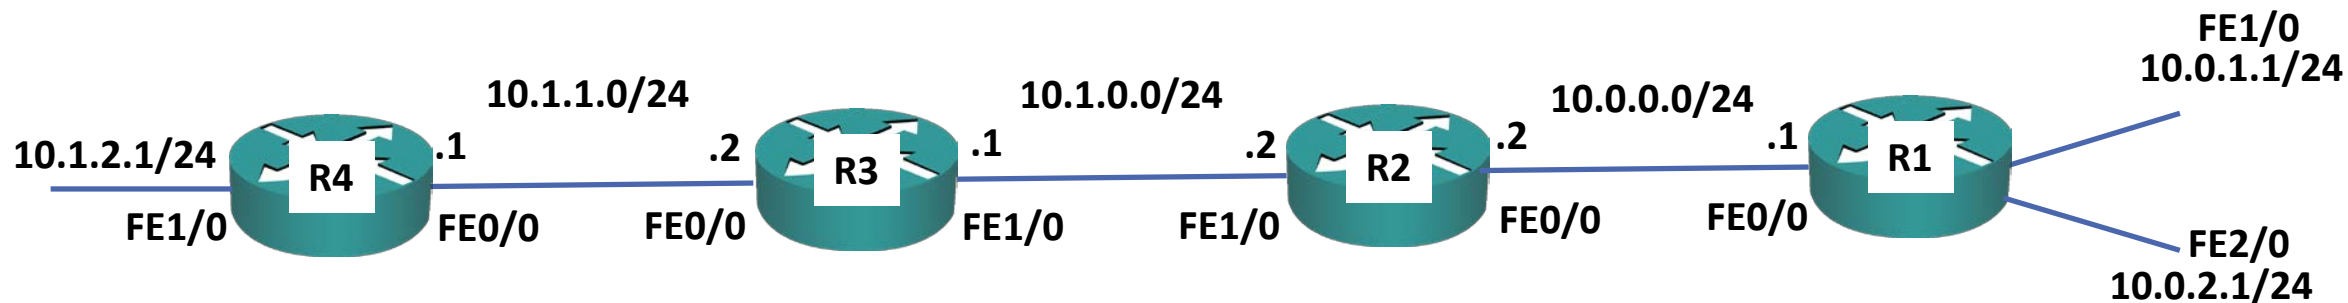 FE1/0
10.0.1.1/24
10.1.1.0/24
10.1.0.0/24
10.0.0.0/24
10.1.2.1/24
R4
.1
.2
R3
.1
.2
R2
.2
.1
R1
FE1/0
FE0/0
FE0/0
FE1/0
FE1/0
FE0/0
FE0/0
FE2/0
10.0.2.1/24